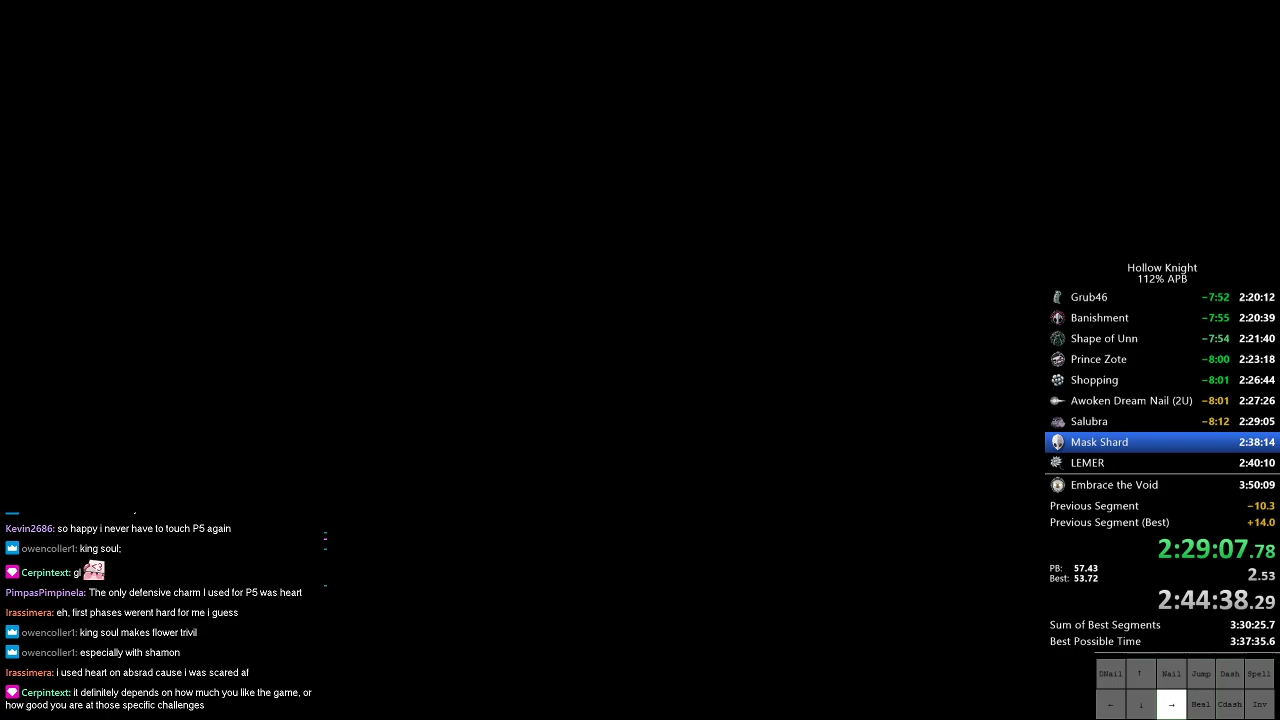 Hollow Knight
112% APB
Grub46 −7:52 2:20:12
Banishment −7:55 2:20:39
Shape of Unn −7:54 2:21:40
Prince Zote −8:00 2:23:18
Shopping −8:01 2:26:44
Awoken Dream Nail (2U) −8:01 2:27:26
Salubra −8:12 2:29:05
Mask Shard 2:38:14
LEMER 2:40:10
Embrace the Void 3:50:09
Previous Segment −10.3
Previous Segment (Best) +14.0
2:29:07.78
PB: 57.43
Best: 53.72
2.53
2:44:38.29
Sum of Best Segments 3:30:25.7
Best Possible Time 3:37:35.6
DNail ↑ Nail Jump Dash Spell
← ↓ → Heal Cdash Inv
Kevin2686: so happy i never have to touch P5 again
owencoller1: king soul;
Cerpintext: gl <3
PimpasPimpinela: The only defensive charm I used for P5 was heart
Irassimera: eh, first phases werent hard for me i guess
owencoller1: king soul makes flower trivil
owencoller1: especially with shamon
Irassimera: i used heart on absrad cause i was scared af
Cerpintext: it definitely depends on how much you like the game, or
how good you are at those specific challenges